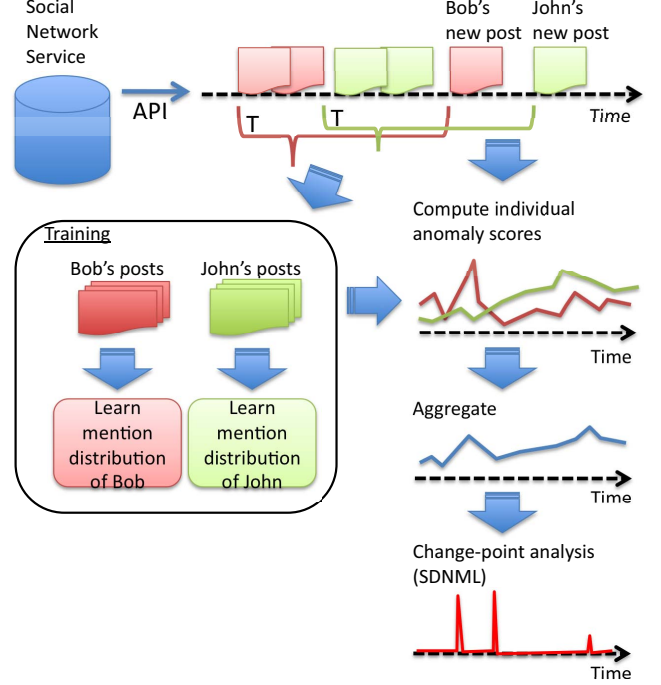 Social
Network
Service
API
Bob's
new post
John's
new post
Time
T
T
Training
Bob's posts
John's posts
Learn
mention
distribution
of Bob
Learn
mention
distribution
of John
Compute individual
anomaly scores
Time
Aggregate
Time
Change-point analysis
(SDNML)
Time